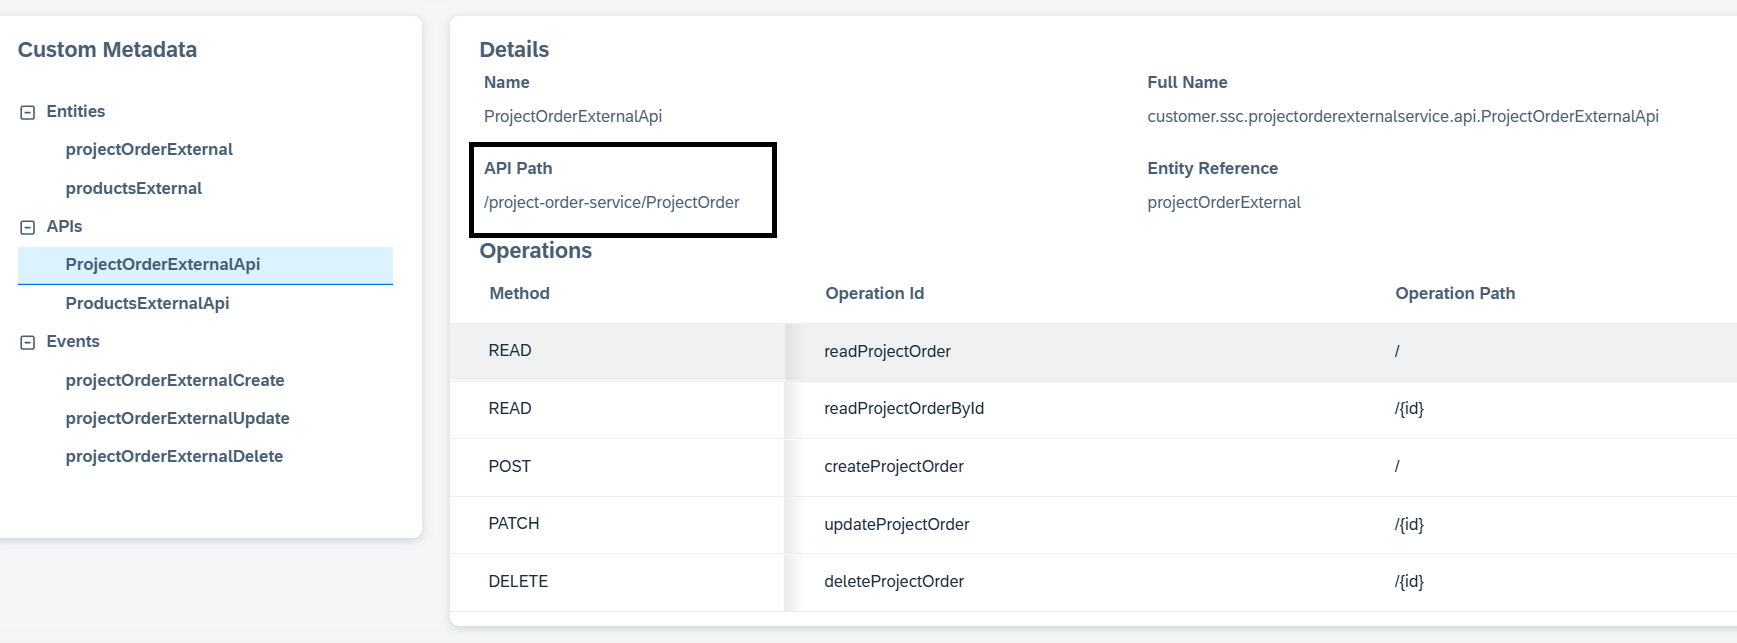 Custom Metadata
Entities
projectOrderExternal
productsExternal
APIs
ProjectOrderExternalApi
ProductsExternalApi
Events
projectOrderExternalCreate
projectOrderExternalUpdate
projectOrderExternalDelete
Details
Name
ProjectOrderExternalApi
Full Name
customer.ssc.projectorderexternalservice.api.ProjectOrderExternalApi
API Path
/project-order-service/ProjectOrder
Entity Reference
projectOrderExternal
Operations
Method Operation Id Operation Path
READ readProjectOrder /
READ readProjectOrderById /{id}
POST createProjectOrder /
PATCH updateProjectOrder /{id}
DELETE deleteProjectOrder /{id}